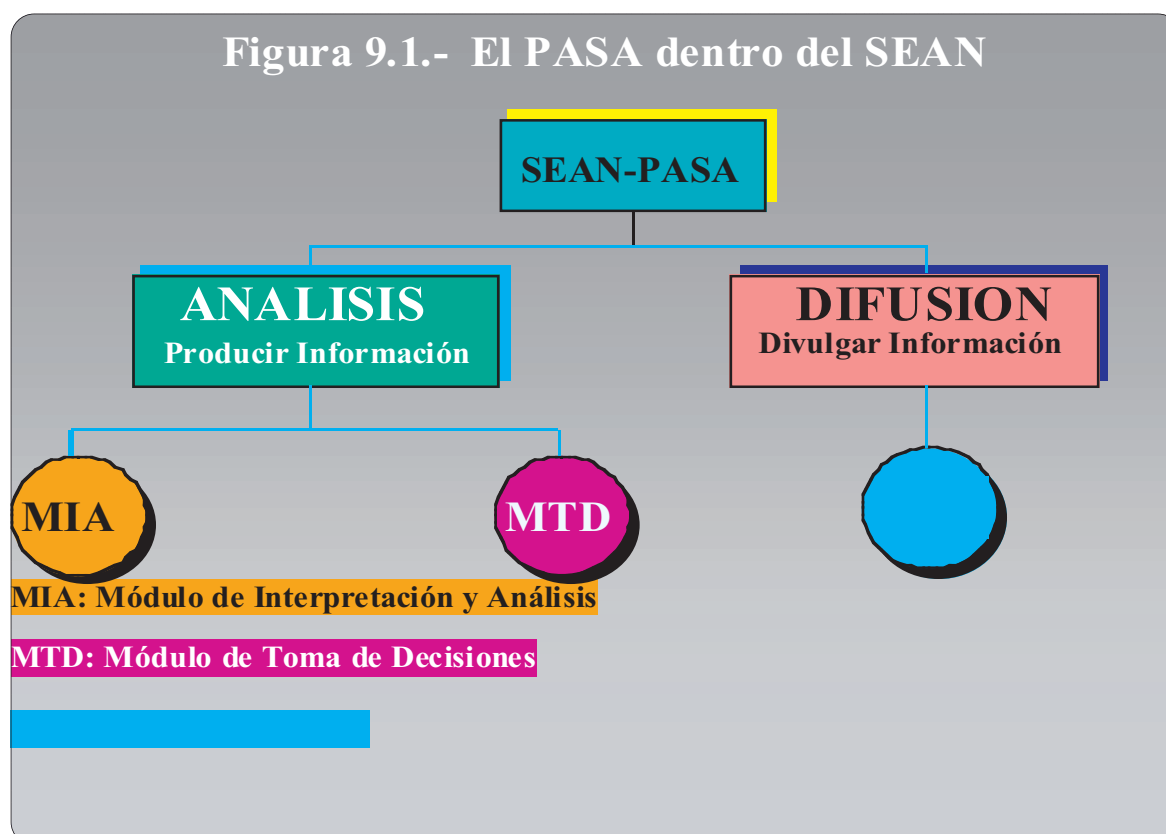 Figura 9.1.- El PASA dentro del SEAN
SEAN-PASA
ANALISIS
Producir Información
DIFUSION
Divulgar Información
MIA
MTD
MIA: Módulo de Interpretación y Análisis
MTD: Módulo de Toma de Decisiones